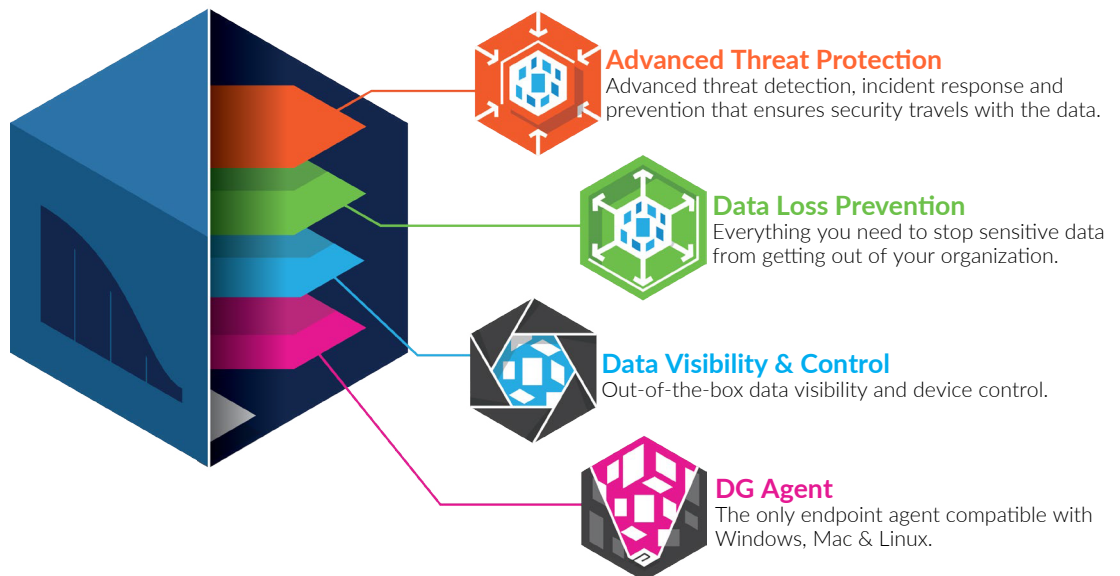 Advanced Threat Protection
Advanced threat detection, incident response and
prevention that ensures security travels with the data.
Data Loss Prevention
Everything you need to stop sensitive data
from getting out of your organization.
Data Visibility & Control
Out-of-the-box data visibility and device control.
DG Agent
The only endpoint agent compatible with
Windows, Mac & Linux.